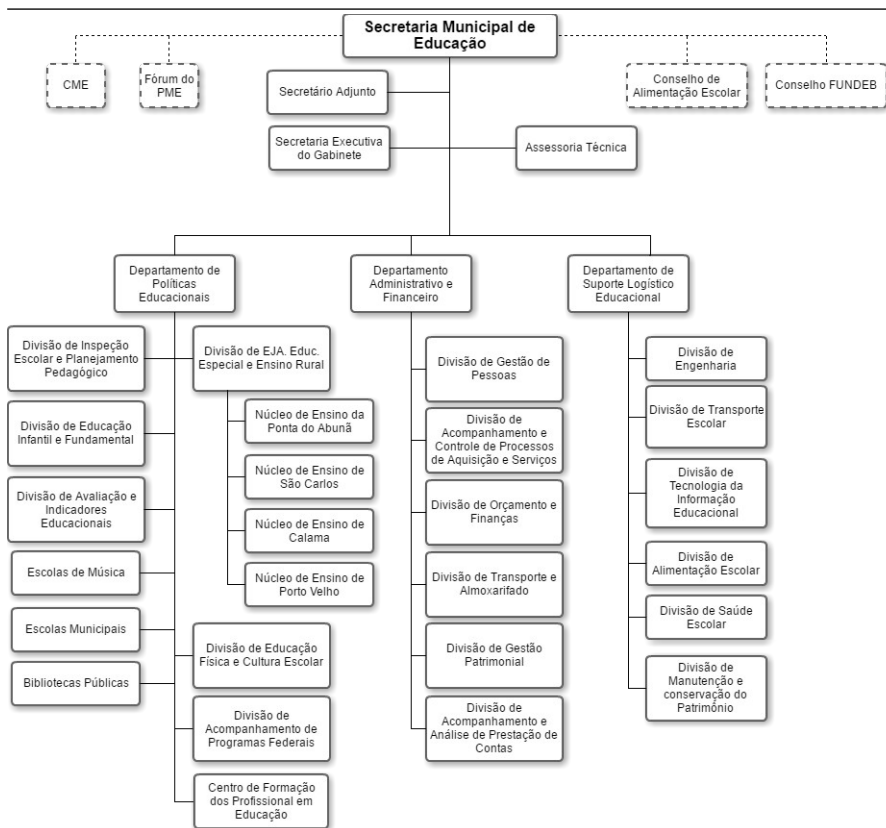 Secretaria Municipal de
Educação
CME
Fórum do
PME
Conselho de
Alimentação Escolar
Conselho FUNDEB
Secretário Adjunto
Secretaria Executiva
do Gabinete
Assessoria Técnica
Departamento de
Políticas
Educacionais
Departamento
Administrativo e
Financeiro
Departamento de
Suporte Logístico
Educacional
Divisão de Inspeção
Escolar e Planejamento
Pedagógico
Divisão de Educação
Infantil e Fundamental
Divisão de Avaliação e
Indicadores
Educacionais
Escolas de Música
Escolas Municipais
Bibliotecas Públicas
Divisão de EJA. Educ.
Especial e Ensino Rural
Núcleo de Ensino da
Ponta do Abunã
Núcleo de Ensino de
São Carlos
Núcleo de Ensino de
Calama
Núcleo de Ensino de
Porto Velho
Divisão de Educação
Física e Cultura Escolar
Divisão de
Acompanhamento de
Programas Federais
Centro de Formação
dos Profissional em
Educação
Divisão de Gestão de
Pessoas
Divisão de
Acompanhamento e
Controle de Processos
de Aquisição e Serviços
Divisão de Orçamento e
Finanças
Divisão de Transporte e
Almoxarifado
Divisão de Gestão
Patrimonial
Divisão de
Acompanhamento e
Análise de Prestação de
Contas
Divisão de
Engenharia
Divisão de Transporte
Escolar
Divisão de
Tecnologia da
Informação
Educacional
Divisão de
Alimentação Escolar
Divisão de Saúde
Escolar
Divisão de
Manutenção e
conservação do
Patrimônio